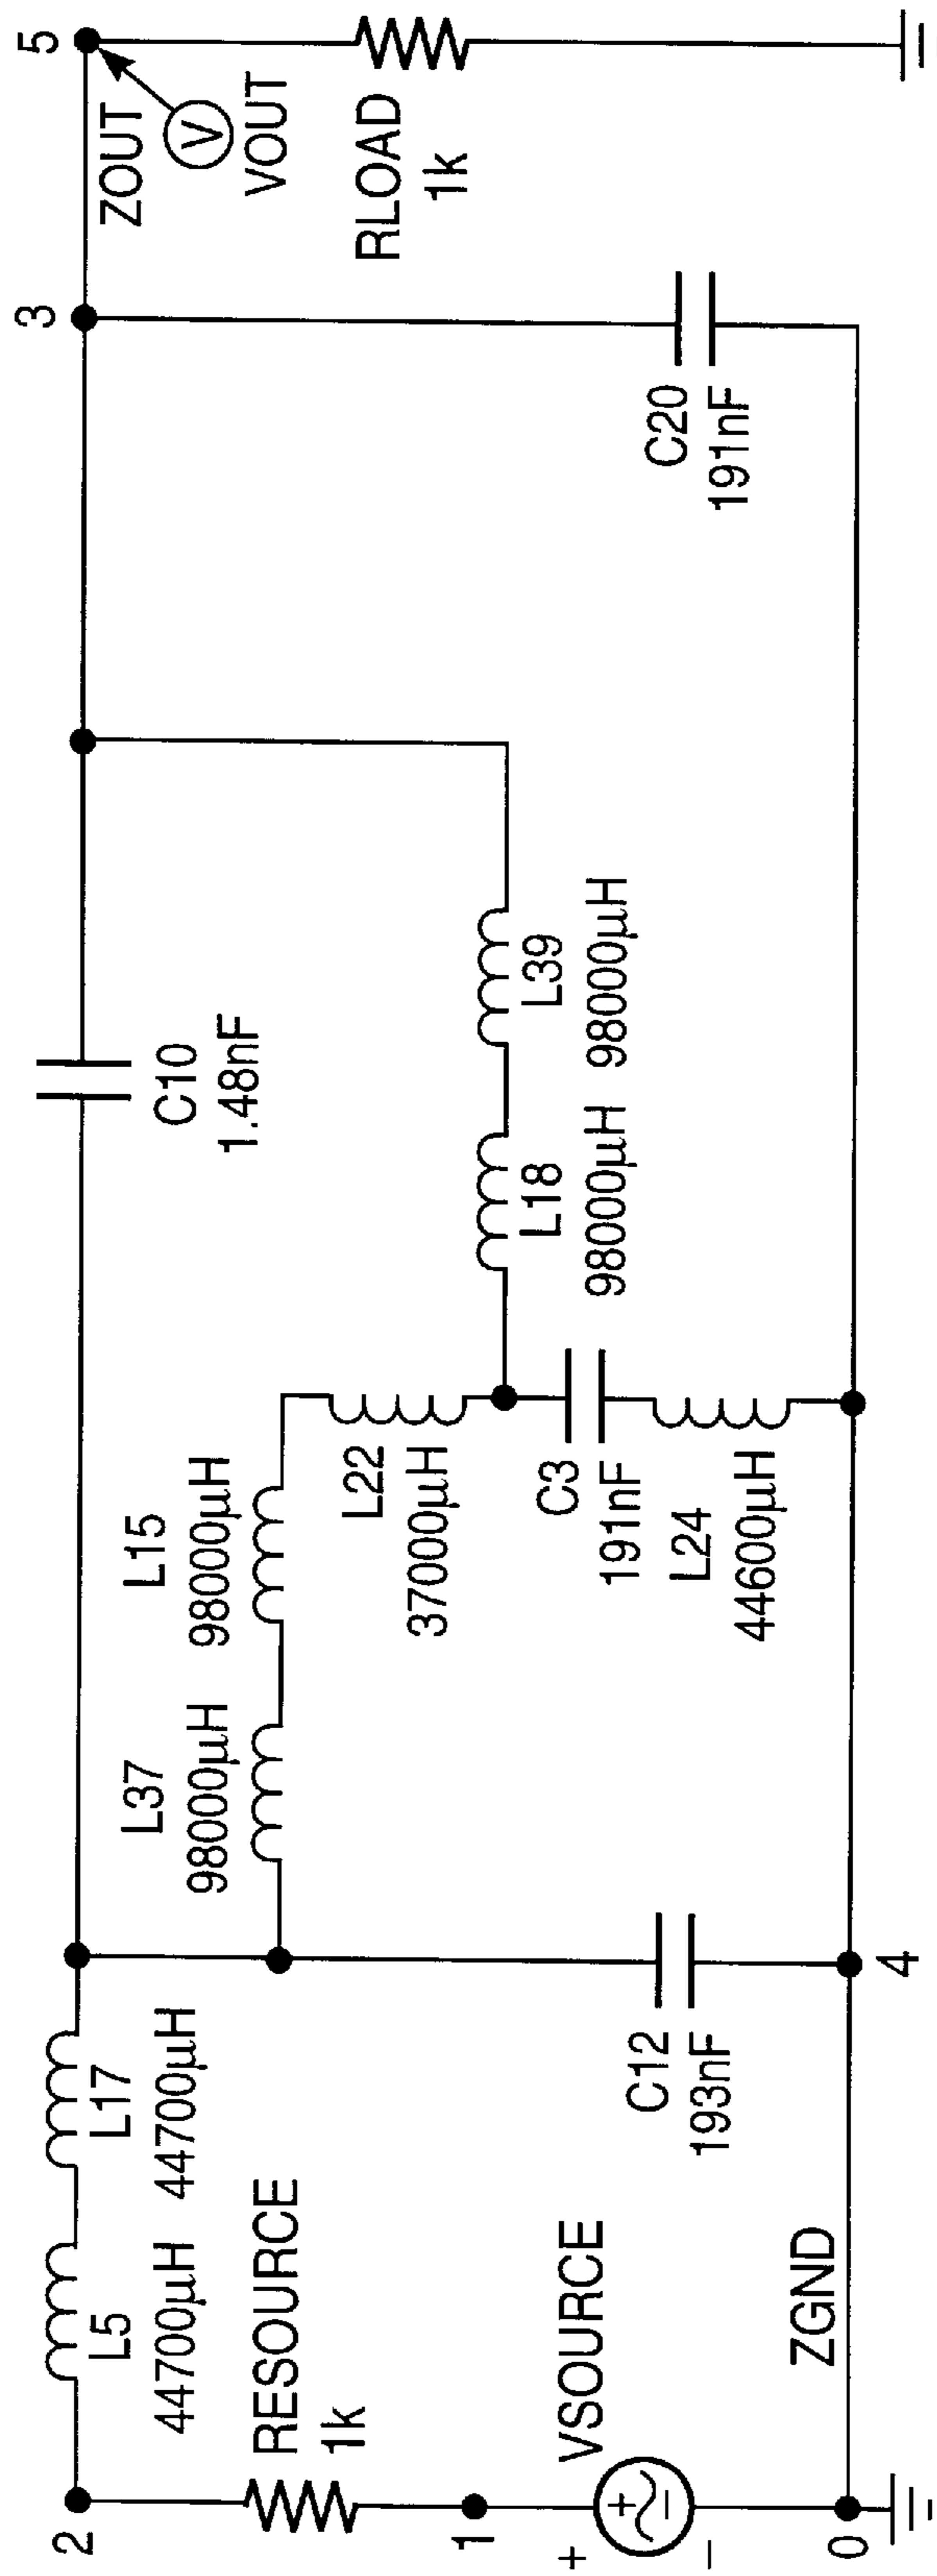 2
L5
44700µH
L17
44700µH
RESOURCE
1k
1
+
VSOURCE
+
−
−
0
ZGND
C12
193nF
4
L37
98000µH
L15
98000µH
L22
37000µH
C3
191nF
L24
44600µH
L18
98000µH
L39
98000µH
C10
1.48nF
3
C20
191nF
5
ZOUT
V
VOUT
RLOAD
1k